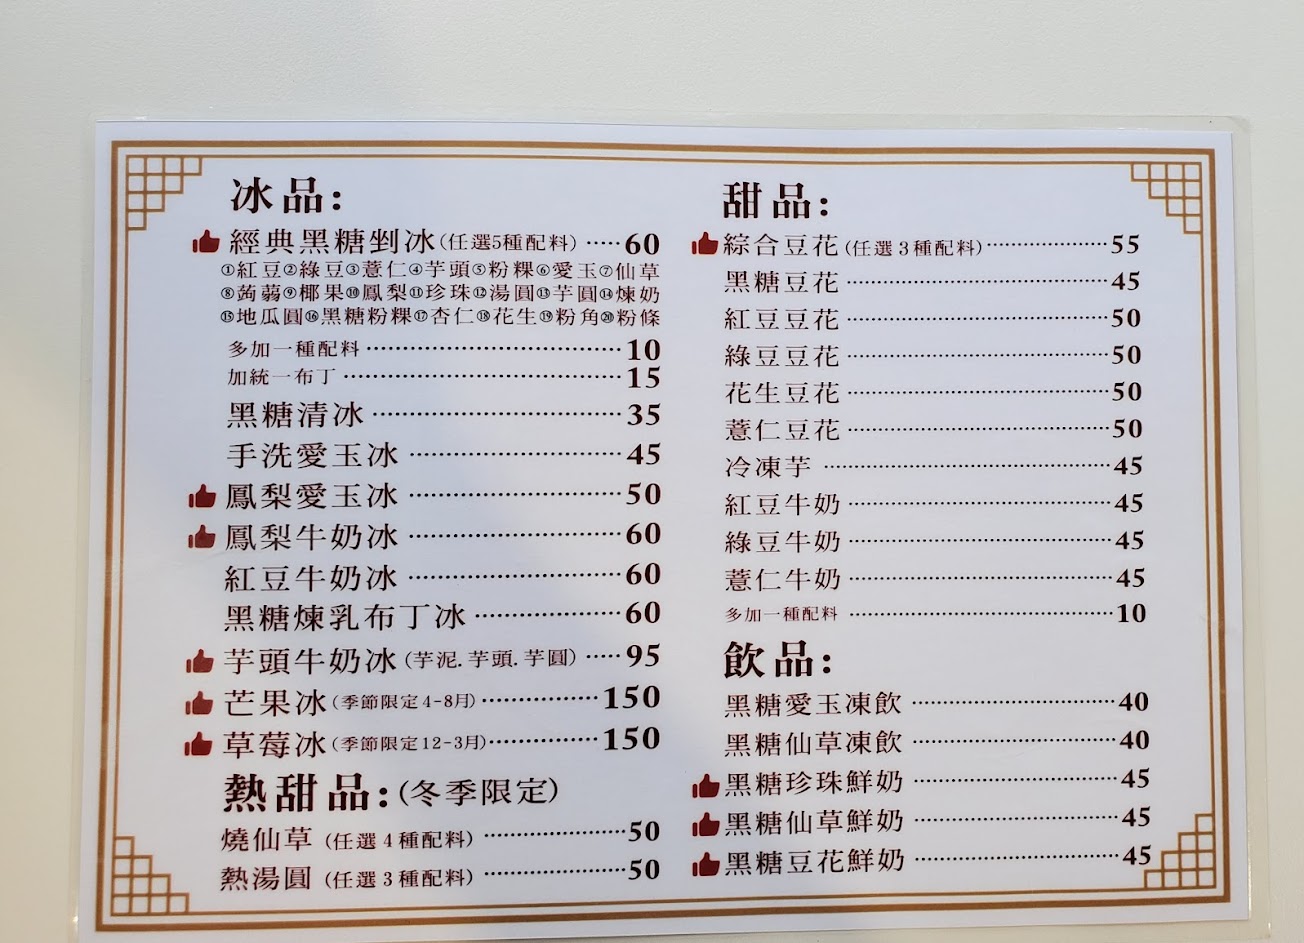 冰品:
經典黑糖剉冰(任選5種配料)·····60
①紅豆②綠豆③薏仁④芋頭⑤粉粿⑥愛玉⑦仙草
⑧蒟蒻⑨椰果⑩鳳梨⑪珍珠⑫湯圓⑬芋圓⑭煉奶
⑮地瓜圓⑯黑糖粉粿⑰杏仁⑱花生⑲粉角⑳粉條
多加一種配料·····10
加統一布丁·····15
黑糖清冰·····35
手洗愛玉冰·····45
鳳梨愛玉冰·····50
鳳梨牛奶冰·····60
紅豆牛奶冰·····60
黑糖煉乳布丁冰·····60
芋頭牛奶冰(芋泥.芋頭.芋圓)·····95
芒果冰(季節限定4-8月)·····150
草莓冰(季節限定12-3月)·····150
熱甜品:(冬季限定)
燒仙草(任選4種配料)·····50
熱湯圓(任選3種配料)·····50
甜品:
綜合豆花(任選3種配料)·····55
黑糖豆花·····45
紅豆豆花·····50
綠豆豆花·····50
花生豆花·····50
薏仁豆花·····50
冷凍芋·····45
紅豆牛奶·····45
綠豆牛奶·····45
薏仁牛奶·····45
多加一種配料·····10
飲品:
黑糖愛玉凍飲·····40
黑糖仙草凍飲·····40
黑糖珍珠鮮奶·····45
黑糖仙草鮮奶·····45
黑糖豆花鮮奶·····45